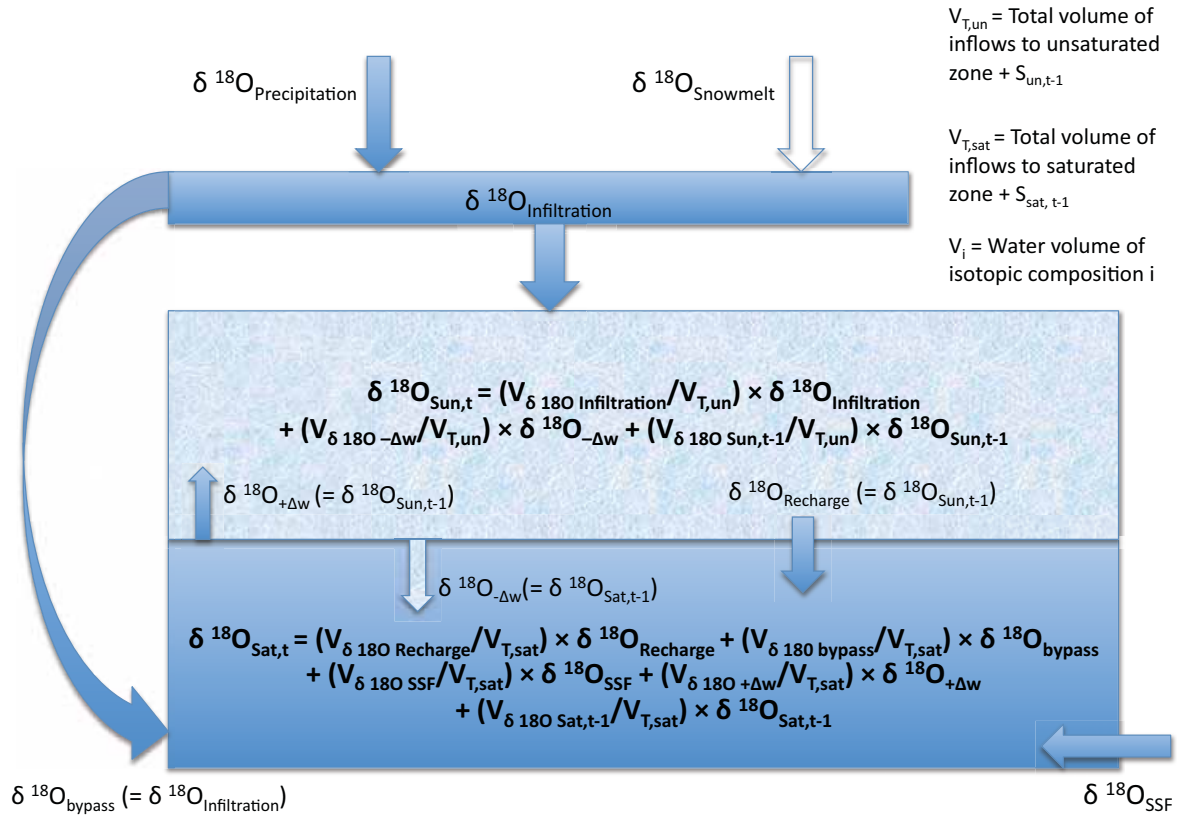 V_T,un = Total volume of
inflows to unsaturated
zone + S_un,t-1
δ ¹⁸O_Precipitation
δ ¹⁸O_Snowmelt
V_T,sat = Total volume of
inflows to saturated
zone + S_sat, t-1
δ ¹⁸O_Infiltration
V_i = Water volume of
isotopic composition i
δ ¹⁸O_Sun,t = (V_δ 18O Infiltration/V_T,un) × δ ¹⁸O_Infiltration
+ (V_δ 18O –Δw/V_T,un) × δ ¹⁸O_–Δw + (V_δ 18O Sun,t-1/V_T,un) × δ ¹⁸O_Sun,t-1
δ ¹⁸O_+Δw (= δ ¹⁸O_Sun,t-1)
δ ¹⁸O_Recharge (= δ ¹⁸O_Sun,t-1)
δ ¹⁸O_-Δw(= δ ¹⁸O_Sat,t-1)
δ ¹⁸O_Sat,t = (V_δ 18O Recharge/V_T,sat) × δ ¹⁸O_Recharge + (V_δ 180 bypass/V_T,sat) × δ ¹⁸O_bypass
+ (V_δ 18O SSF/V_T,sat) × δ ¹⁸O_SSF + (V_δ 18O +Δw/V_T,sat) × δ ¹⁸O_+Δw
+ (V_δ 18O Sat,t-1/V_T,sat) × δ ¹⁸O_Sat,t-1
δ ¹⁸O_bypass (= δ ¹⁸O_Infiltration)
δ ¹⁸O_SSF